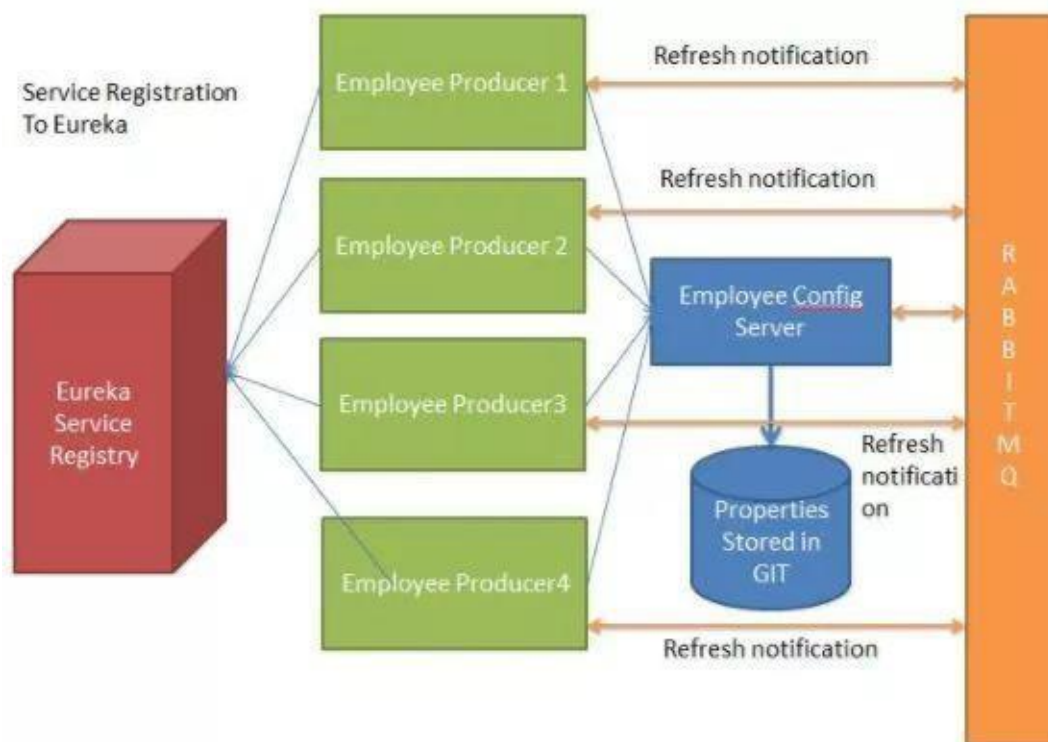 Service Registration
To Eureka
Employee Producer 1
Refresh notification
Employee Producer 2
Refresh notification
Eureka
Service
Registry
Employee Producer3
Employee Config
Server
Refresh
notificati
on
Properties
Stored in
GIT
Employee Producer4
Refresh notification
R
A
B
B
I
T
M
Q